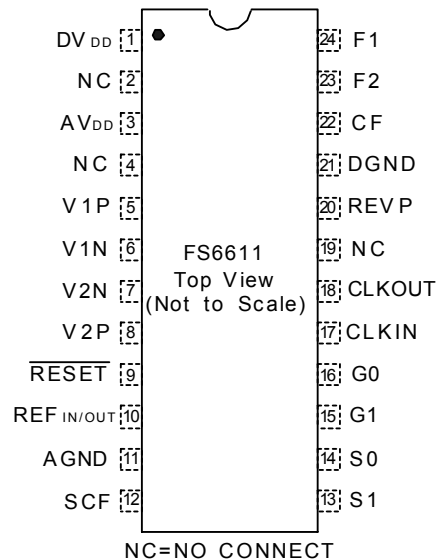 DVDD 1 24 F1
NC 2 23 F2
AVDD 3 22 CF
NC 4 21 DGND
V1P 5 20 REVP
V1N 6 19 NC
V2N 7 18 CLKOUT
V2P 8 17 CLKIN
RESET 9 16 G0
REF IN/OUT 10 15 G1
AGND 11 14 S0
SCF 12 13 S1
FS6611
Top View
(Not to Scale)
NC=NO CONNECT